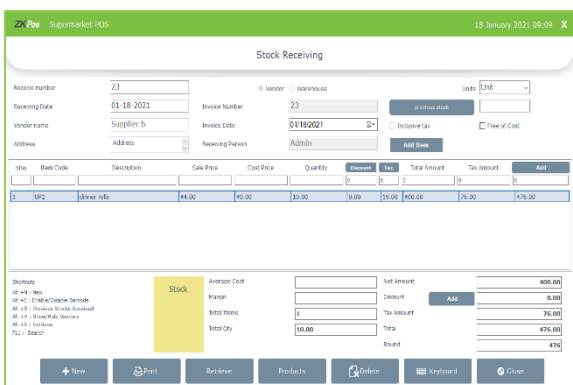 ZKPos Supermarket POS 18 January 2021 09:09 X
Stock Receiving
Receive number 23 Vendor Warehouse Units Unit
Receiving Date 01-18-2021 Invoice Number 23 previous stock
Vendor name Supplier b Invoice Date 01/18/2021 Inclusive tax Free of Cost
Address Address Receiving Person Admin Add Item
Slno Item Code Description Sale Price Cost Price Quantity Discount Tax Total Amount Tax Amount Add
0 0 0 0
1 UP2 dinner rolls 44.00 40.00 10.00 0.00 19.00 400.00 76.00 476.00
Shortcuts Stock Average Cost Net Amount 400.00
Alt +N : New
Alt +E : Enable/Disable Barcode Margin Discount Add 0.00
Alt +S : Previous Stocks Received
Alt +V : Show/Hide Vendors Total Items 1 Tax Amount 76.00
Alt +R : Retrieve
F11 : Search Total Qty 10.00 Total 476.00
Round 476
New Print Retrieve Products Delete Keyboard Close